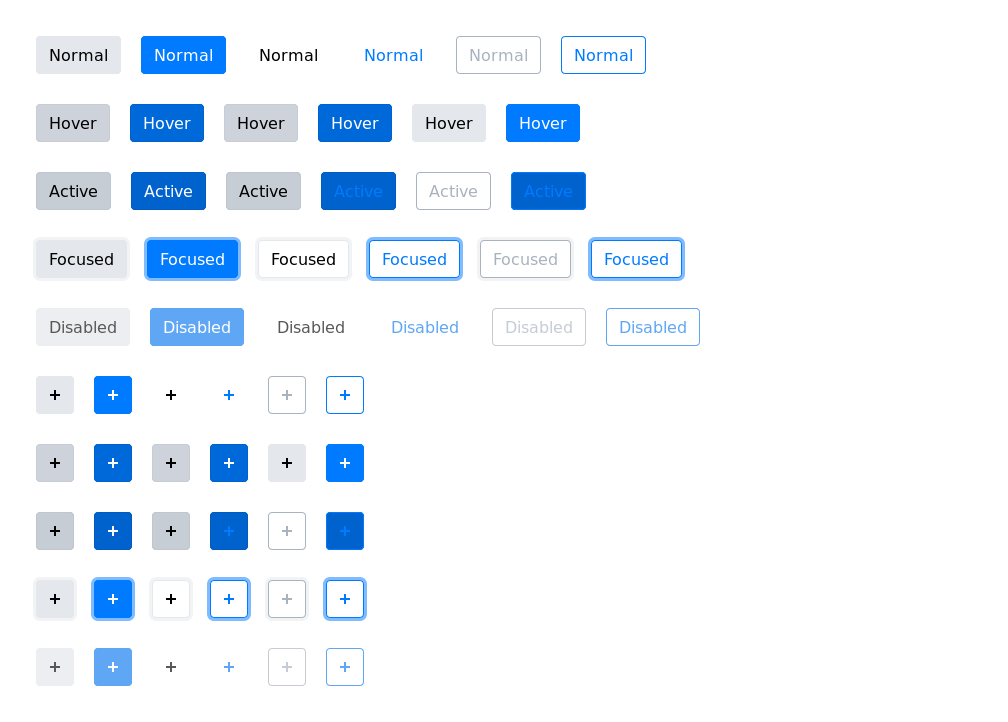 Normal Normal Normal Normal Normal Normal
Hover Hover Hover Hover Hover Hover
Active Active Active Active Active Active
Focused Focused Focused Focused Focused Focused
Disabled Disabled Disabled Disabled Disabled Disabled
+ + + + + +
+ + + + + +
+ + + + + +
+ + + + + +
+ + + + + +